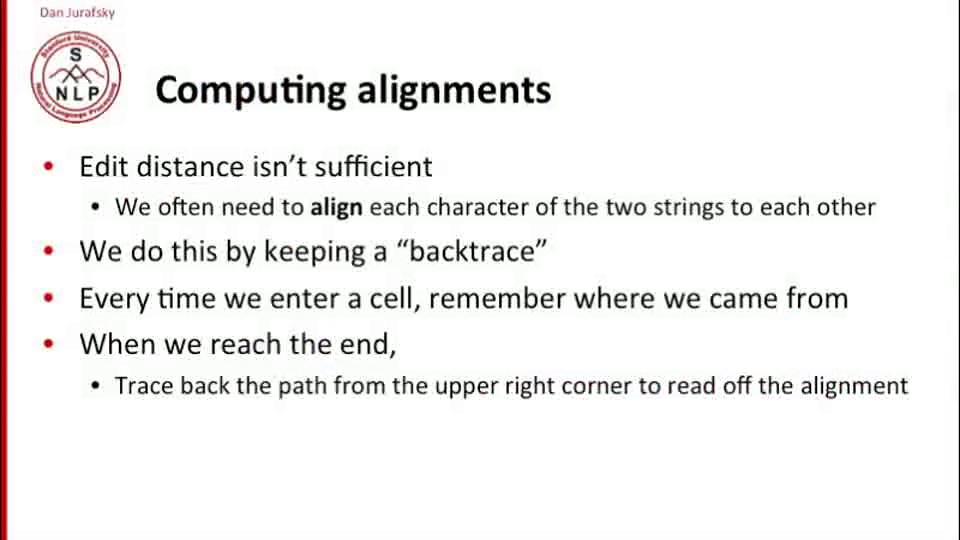 Dan Jurafsky
Stanford University
S
NLP
Natural Language Processing
Computing alignments
• Edit distance isn’t sufficient
• We often need to align each character of the two strings to each other
• We do this by keeping a “backtrace”
• Every time we enter a cell, remember where we came from
• When we reach the end,
• Trace back the path from the upper right corner to read off the alignment